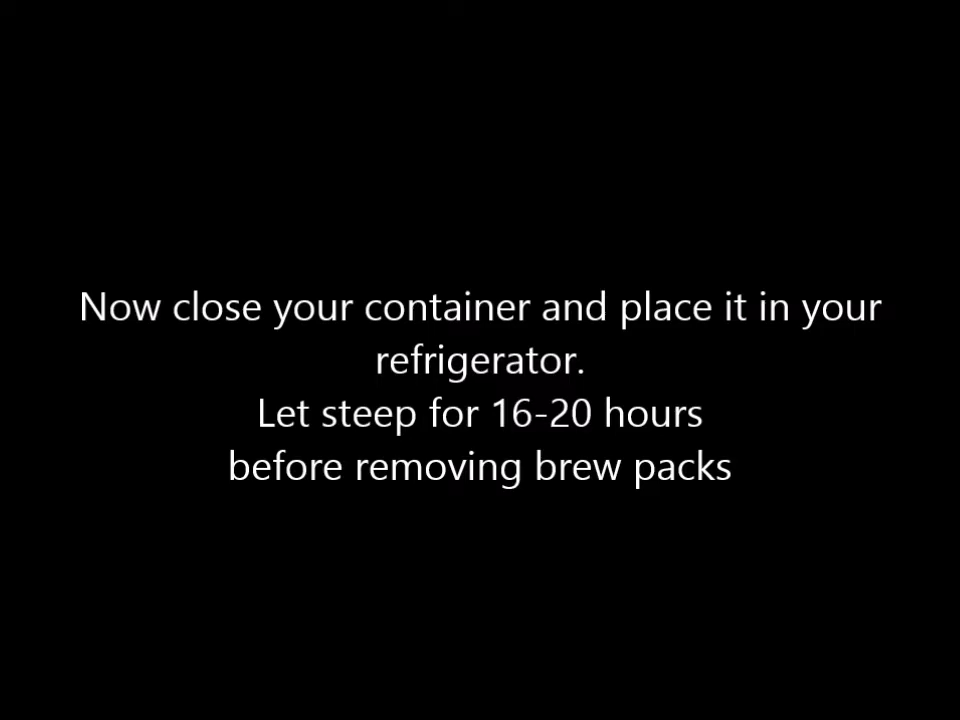 Now close your container and place it in your
refrigerator.
Let steep for 16-20 hours
before removing brew packs